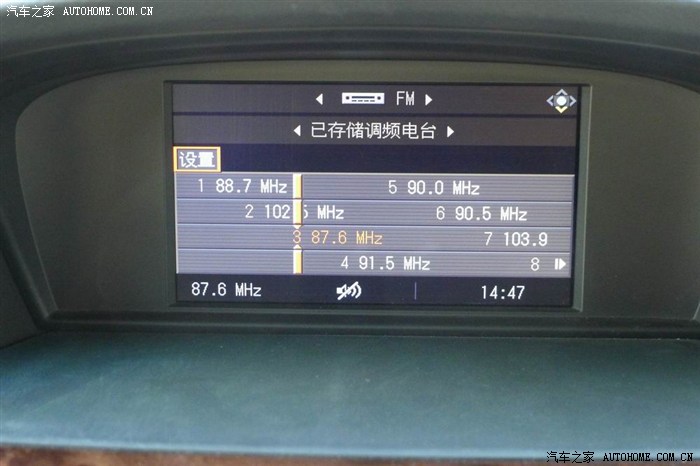 汽车之家 AUTOHOME.COM.CN
FM
已存储调频电台
设置
1 88.7 MHz 5 90.0 MHz
2 102.5 MHz 6 90.5 MHz
3 87.6 MHz 7 103.9
4 91.5 MHz 8
87.6 MHz 14:47
汽车之家 AUTOHOME.COM.CN